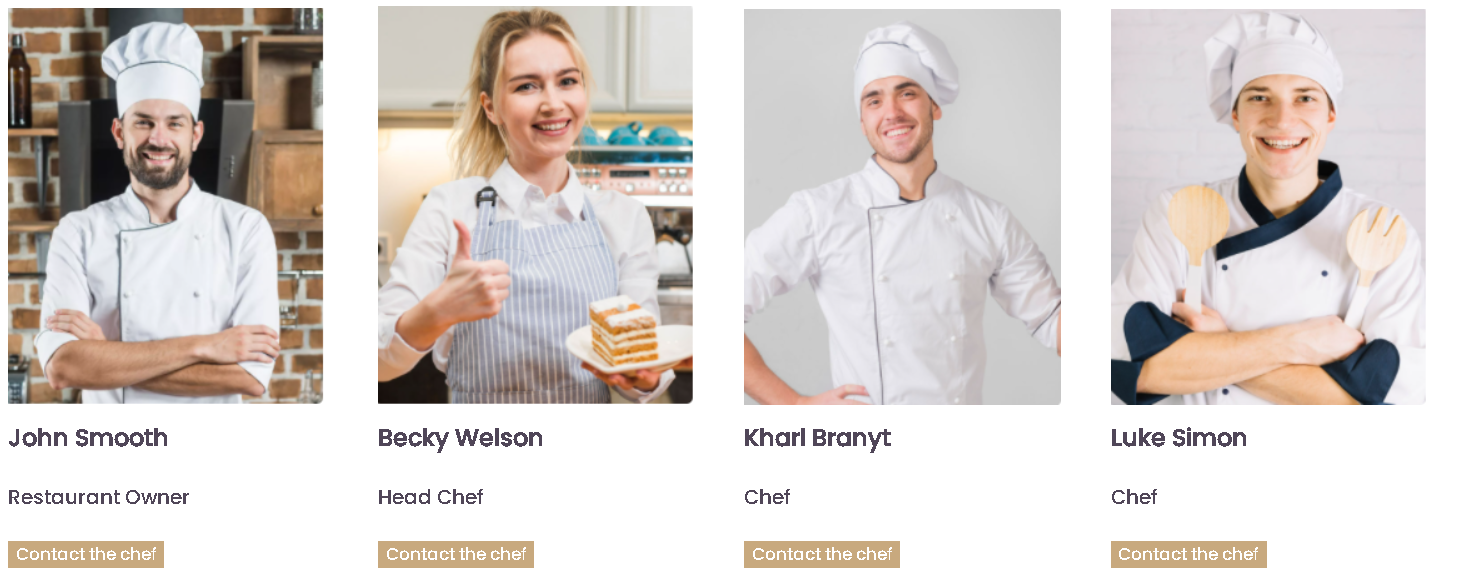 John Smooth
Restaurant Owner
Contact the chef
Becky Welson
Head Chef
Contact the chef
Kharl Branyt
Chef
Contact the chef
Luke Simon
Chef
Contact the chef